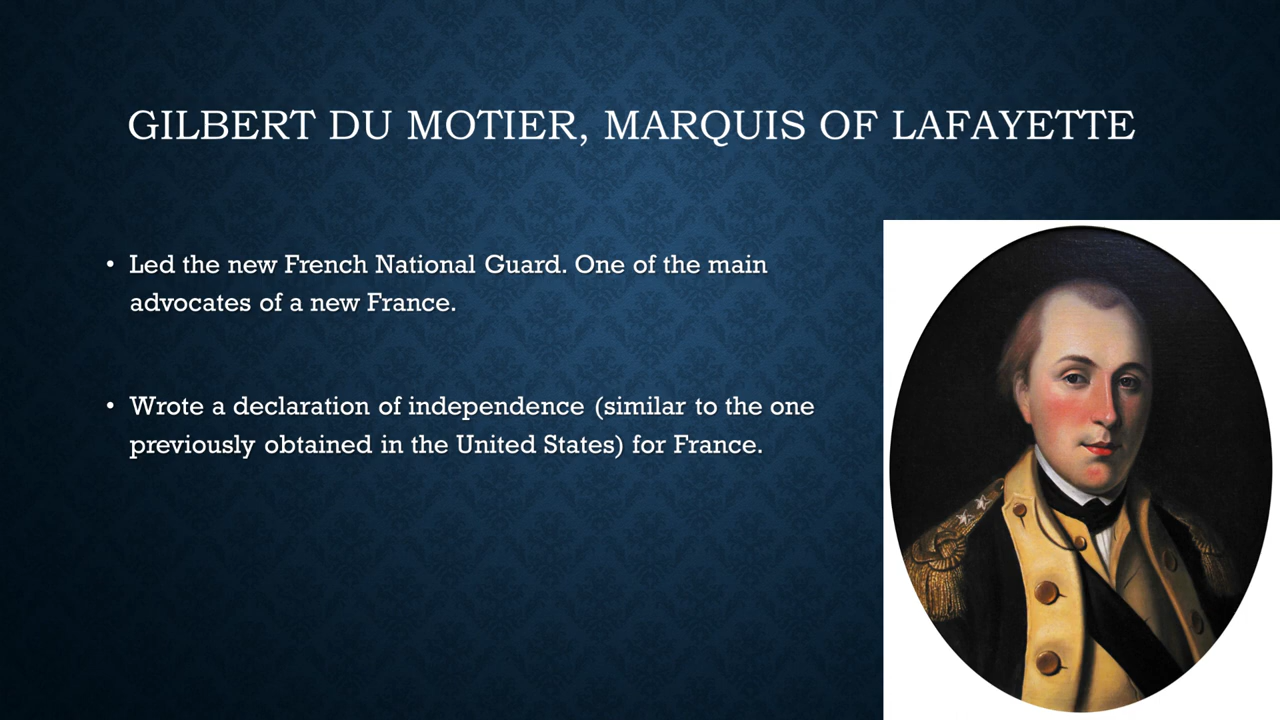 GILBERT DU MOTIER, MARQUIS OF LAFAYETTE
• Led the new French National Guard. One of the main
advocates of a new France.
• Wrote a declaration of independence (similar to the one
previously obtained in the United States) for France.